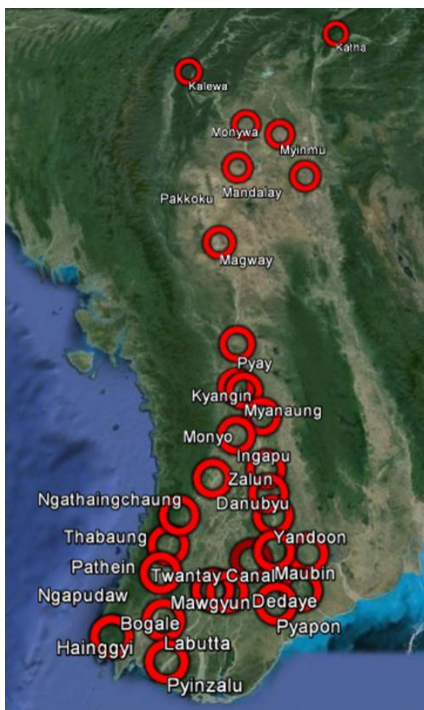 Katha
Kalewa
Monywa
Myinmu
Mandalay
Pakkoku
Magway
Pyay
Kyangin
Myanaung
Monyo
Ingapu
Zalun
Ngathaingchaung
Danubyu
Thabaung
Yandoon
Pathein
Twantay Canal
Maubin
Ngapudaw
Mawgyun
Dedaye
Bogale
Pyapon
Hainggyi
Labutta
Pyinzalu